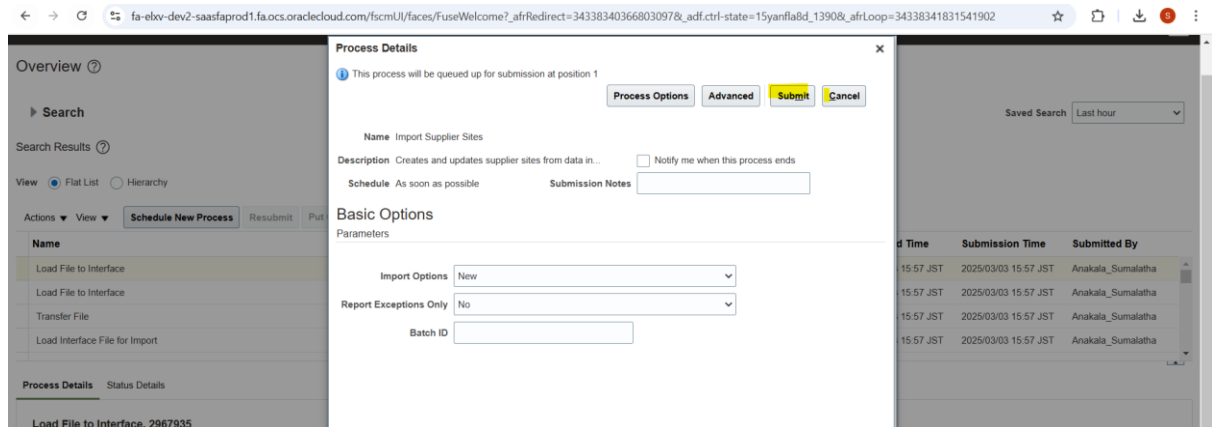 fa-elxv-dev2-saasfaprod1.fa.ocs.oraclecloud.com/fscmUI/faces/FuseWelcome?_afrRedirect=34338340366803097&_adf.ctrl-state=15yanfla8d_1390&_afrLoop=34338341831541902
S
Overview
Search
Saved Search Last hour
Search Results
View Flat List Hierarchy
Actions View Schedule New Process Resubmit Put
Name
d Time Submission Time Submitted By
Load File to Interface
15:57 JST 2025/03/03 15:57 JST Anakala_Sumalatha
Load File to Interface
15:57 JST 2025/03/03 15:57 JST Anakala_Sumalatha
Transfer File
15:57 JST 2025/03/03 15:57 JST Anakala_Sumalatha
Load Interface File for Import
15:57 JST 2025/03/03 15:57 JST Anakala_Sumalatha
Process Details Status Details
Load File to Interface, 2967935
Process Details
This process will be queued up for submission at position 1
Process Options Advanced Submit Cancel
Name Import Supplier Sites
Description Creates and updates supplier sites from data in... Notify me when this process ends
Schedule As soon as possible Submission Notes
Basic Options
Parameters
Import Options New
Report Exceptions Only No
Batch ID